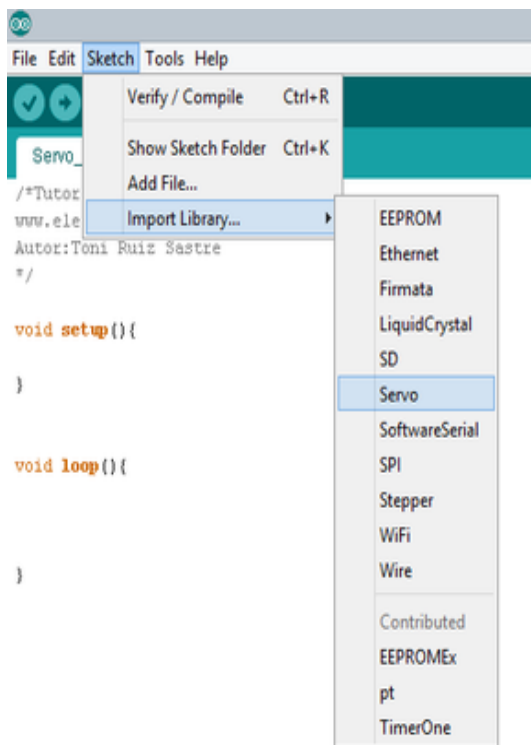 File Edit Sketch Tools Help
Verify / Compile Ctrl+R
Show Sketch Folder Ctrl+K
Add File...
Import Library...
Servo_
/*Tutor
www.ele
Autor:Toni Ruiz Sastre
*/
void setup(){
}
void loop(){
}
EEPROM
Ethernet
Firmata
LiquidCrystal
SD
Servo
SoftwareSerial
SPI
Stepper
WiFi
Wire
Contributed
EEPROMEx
pt
TimerOne